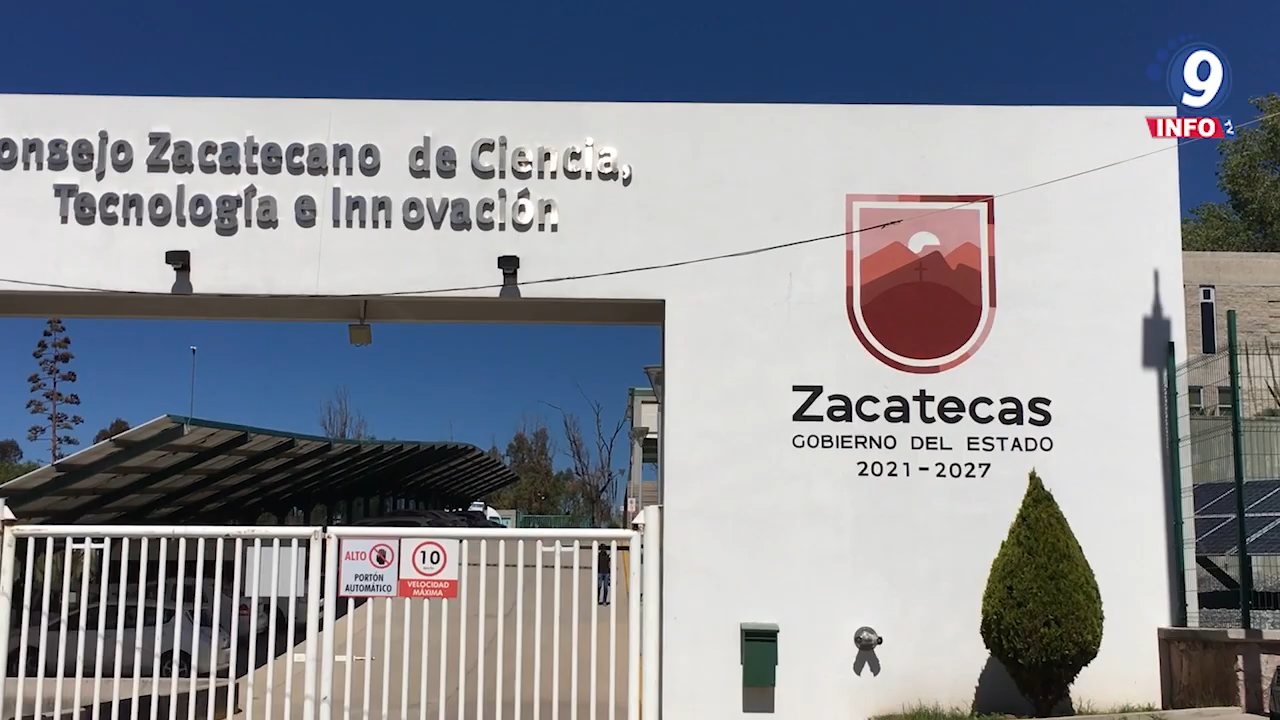 9
INFO
onsejo Zacatecano de Ciencia,
Tecnología e Innovación
Zacatecas
GOBIERNO DEL ESTADO
2021-2027
ALTO
PORTÓN
AUTOMÁTICO
10
VELOCIDAD
MÁXIMA